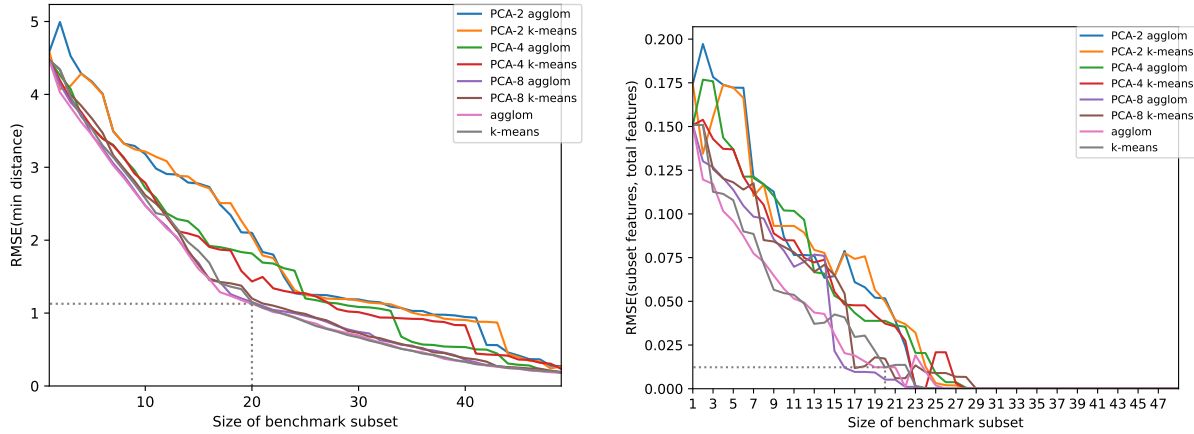 5
4
3
2
1
0
RMSE(min distance)
10
20
30
40
Size of benchmark subset
PCA-2 agglom
PCA-2 k-means
PCA-4 agglom
PCA-4 k-means
PCA-8 agglom
PCA-8 k-means
agglom
k-means
0.200
0.175
0.150
0.125
0.100
0.075
0.050
0.025
0.000
RMSE(subset features, total features)
1 3 5 7 9 11 13 15 17 19 21 23 25 27 29 31 33 35 37 39 41 43 45 47
Size of benchmark subset
PCA-2 agglom
PCA-2 k-means
PCA-4 agglom
PCA-4 k-means
PCA-8 agglom
PCA-8 k-means
agglom
k-means